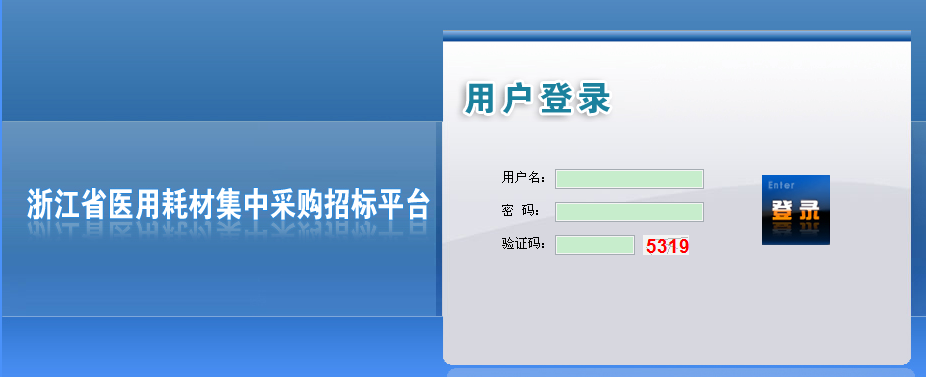 用户登录
浙江省医用耗材集中采购招标平台
用户名：
密 码：
验证码：
5319
Enter
登录